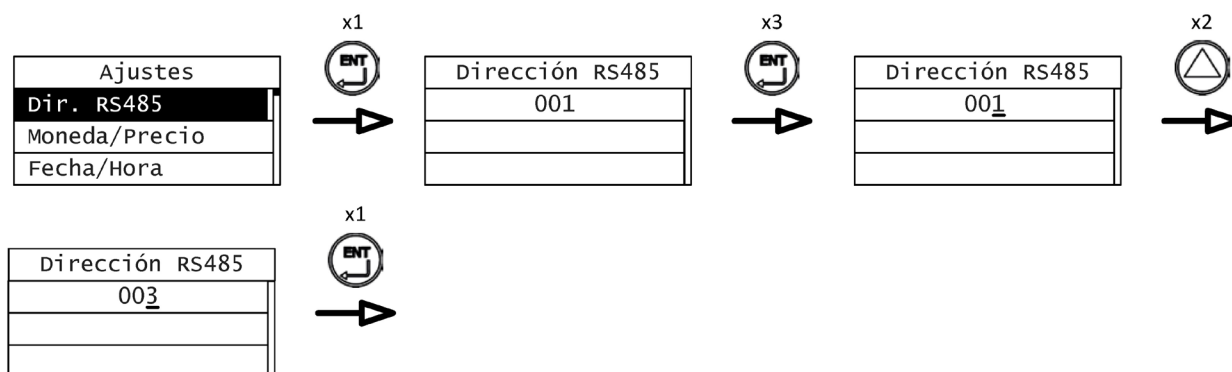 x1
x3
x2
Ajustes
Dir. RS485
Moneda/Precio
Fecha/Hora
ENT
Dirección RS485
001
ENT
Dirección RS485
001
x1
Dirección RS485
003
ENT